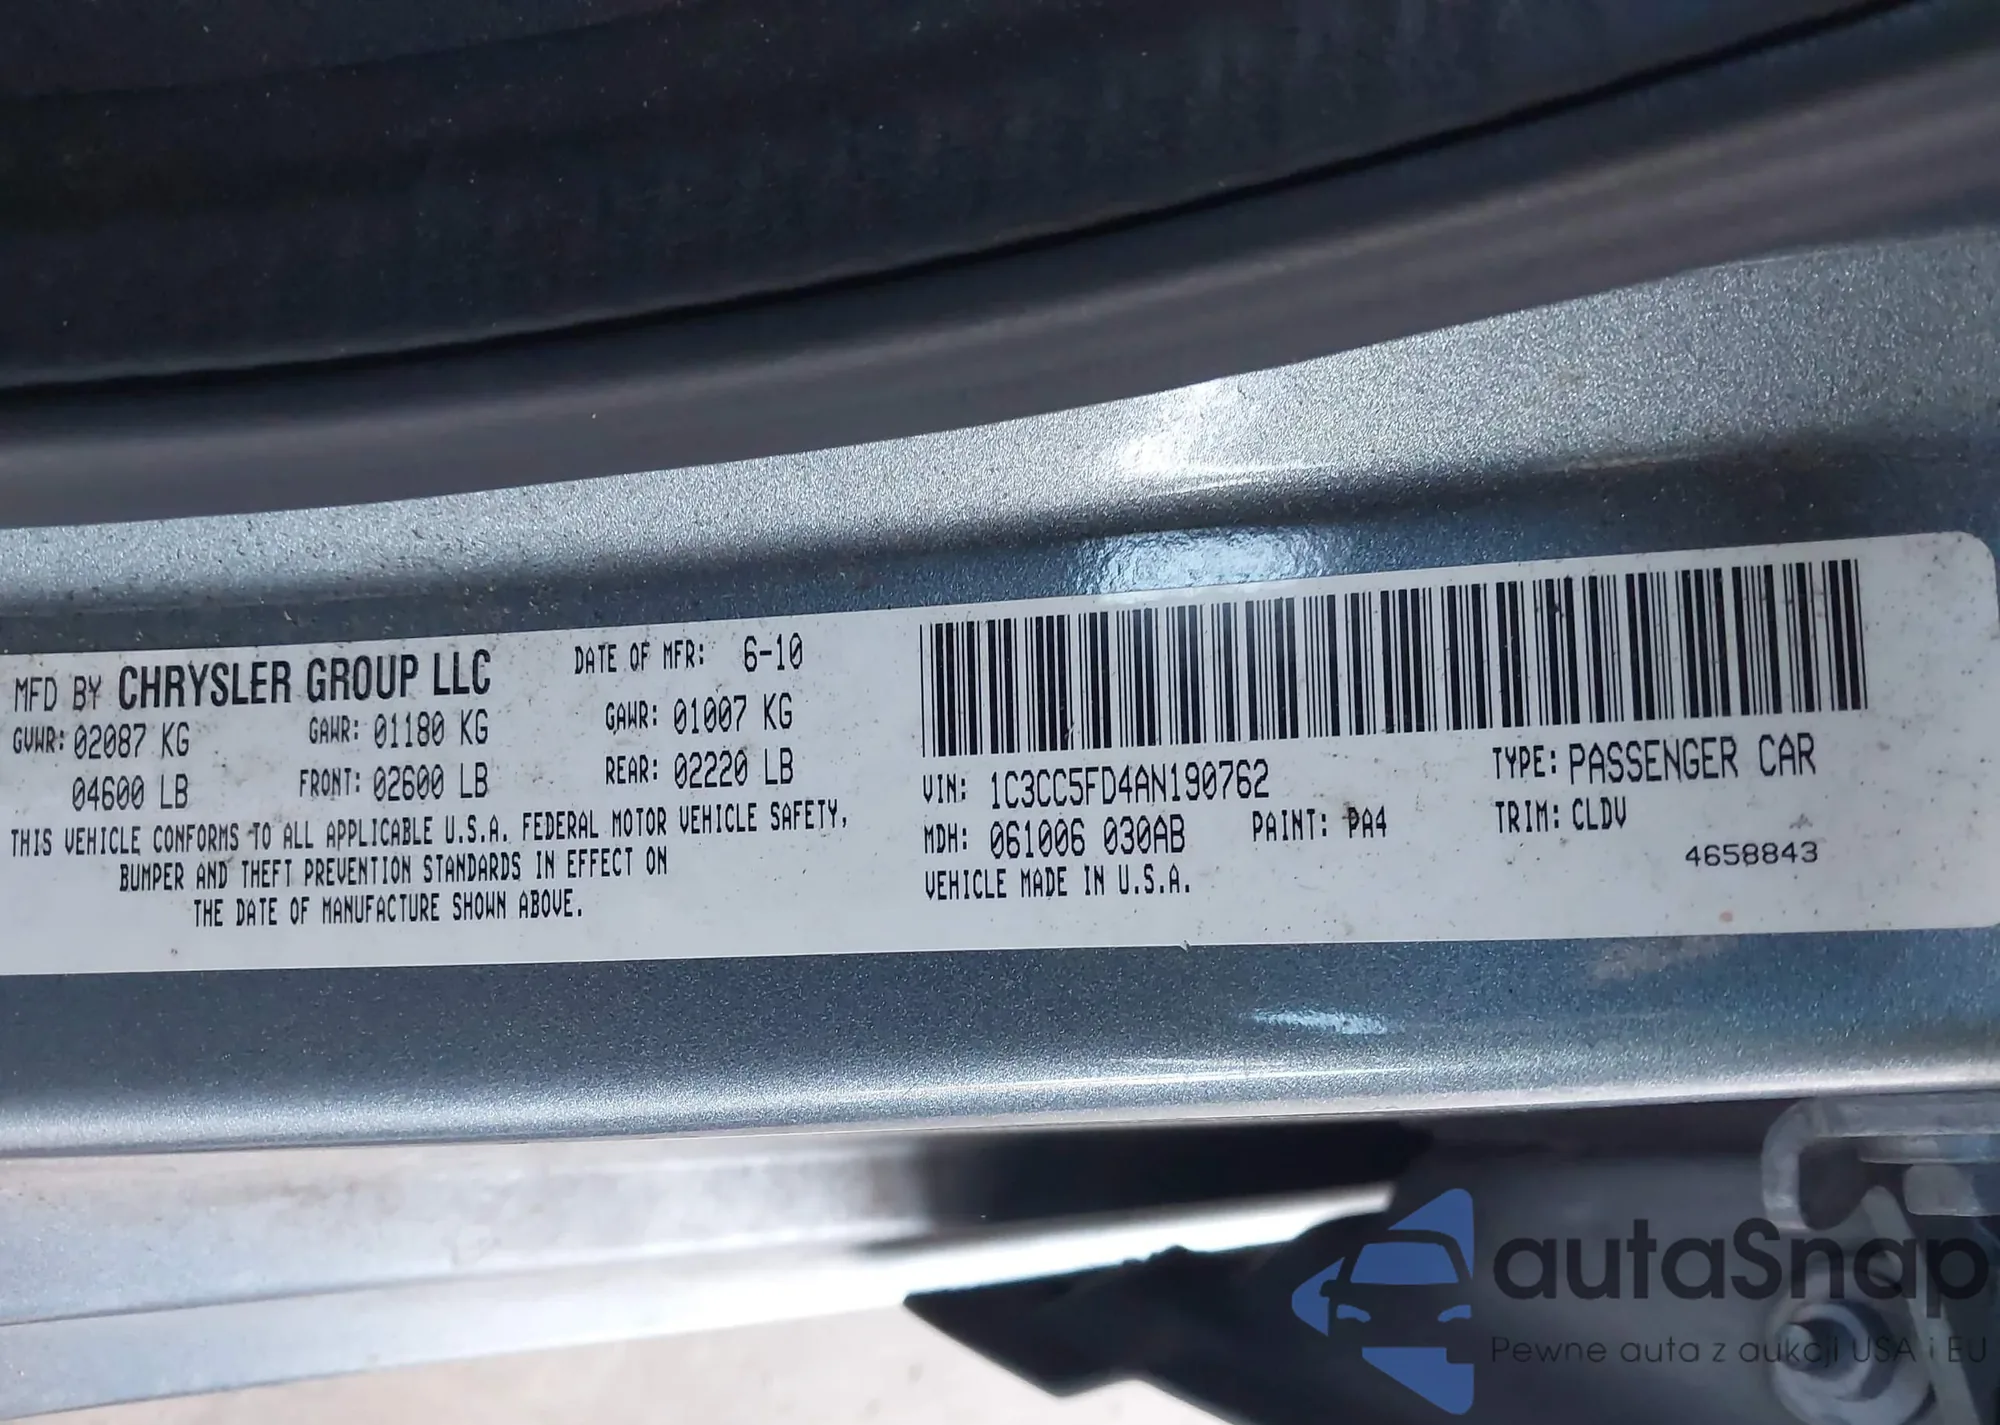 MFD BY CHRYSLER GROUP LLC DATE OF MFR: 6-10
GVWR: 02087 KG GAWR: 01180 KG GAWR: 01007 KG
04600 LB FRONT: 02600 LB REAR: 02220 LB
THIS VEHICLE CONFORMS TO ALL APPLICABLE U.S.A. FEDERAL MOTOR VEHICLE SAFETY,
BUMPER AND THEFT PREVENTION STANDARDS IN EFFECT ON
THE DATE OF MANUFACTURE SHOWN ABOVE.
VIN: 1C3CC5FD4AN190762 TYPE: PASSENGER CAR
MDH: 061006 030AB PAINT: PA4 TRIM: CLDV
VEHICLE MADE IN U.S.A. 4658843
autaSnap
Pewne auta z aukcji USA i EU